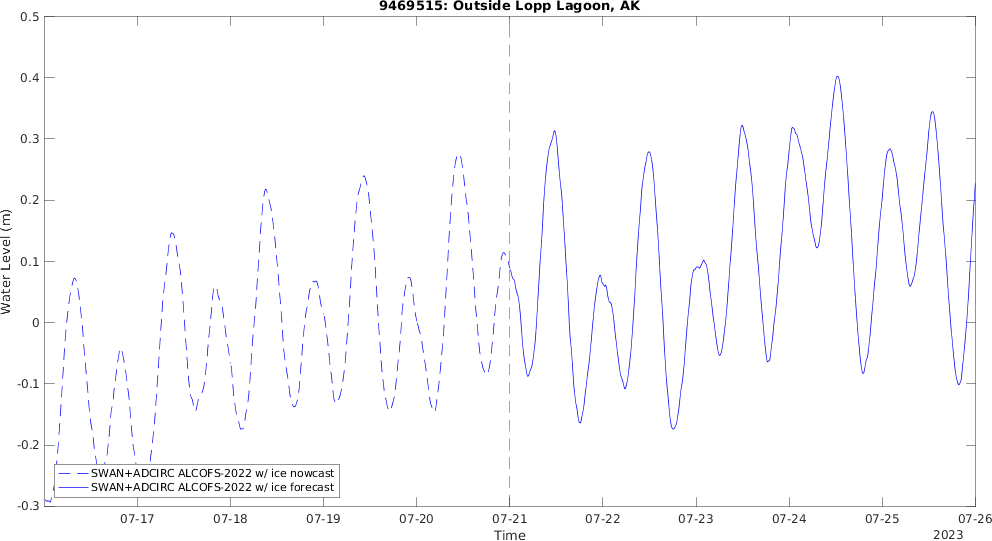 9469515: Outside Lopp Lagoon, AK
Water Level (m)
0.5
0.4
0.3
0.2
0.1
0
-0.1
-0.2
-0.3
SWAN+ADCIRC ALCOFS-2022 w/ ice nowcast
SWAN+ADCIRC ALCOFS-2022 w/ ice forecast
07-17 07-18 07-19 07-20 07-21 07-22 07-23 07-24 07-25 07-26
Time
2023